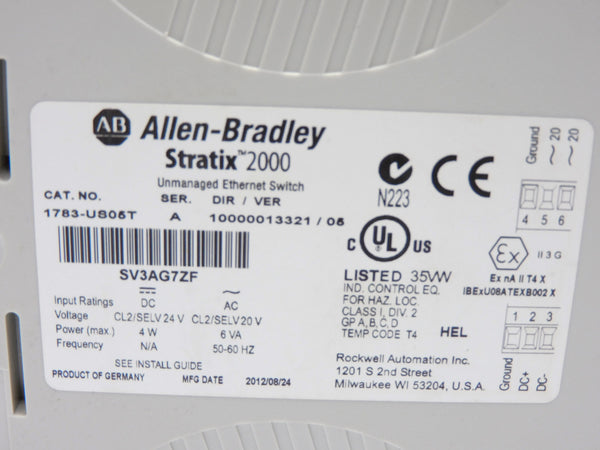 AB Allen-Bradley
Stratix™2000
Unmanaged Ethernet Switch
CAT. NO. SER. DIR / VER
1783-US05T A 10000013321 / 05
SV3AG7ZF
Input Ratings DC AC
Voltage CL2/SELV 24 V CL2/SELV 20 V
Power (max.) 4 W 6 VA
Frequency N/A 50-60 HZ
SEE INSTALL GUIDE
PRODUCT OF GERMANY MFG DATE 2012/08/24
N223
CE
C UL US
LISTED 35VW
IND. CONTROL EQ.
FOR HAZ. LOC.
CLASS I, DIV. 2
GP A, B, C, D
TEMP CODE T4 HEL
Rockwell Automation Inc.
1201 S 2nd Street
Milwaukee WI 53204, U.S.A.
Ground
~ 20
~ 20
4 5 6
Ex II 3 G
Ex nA II T4 X
IBExU08ATEXB002 X
1 2 3
Ground
DC+
DC-